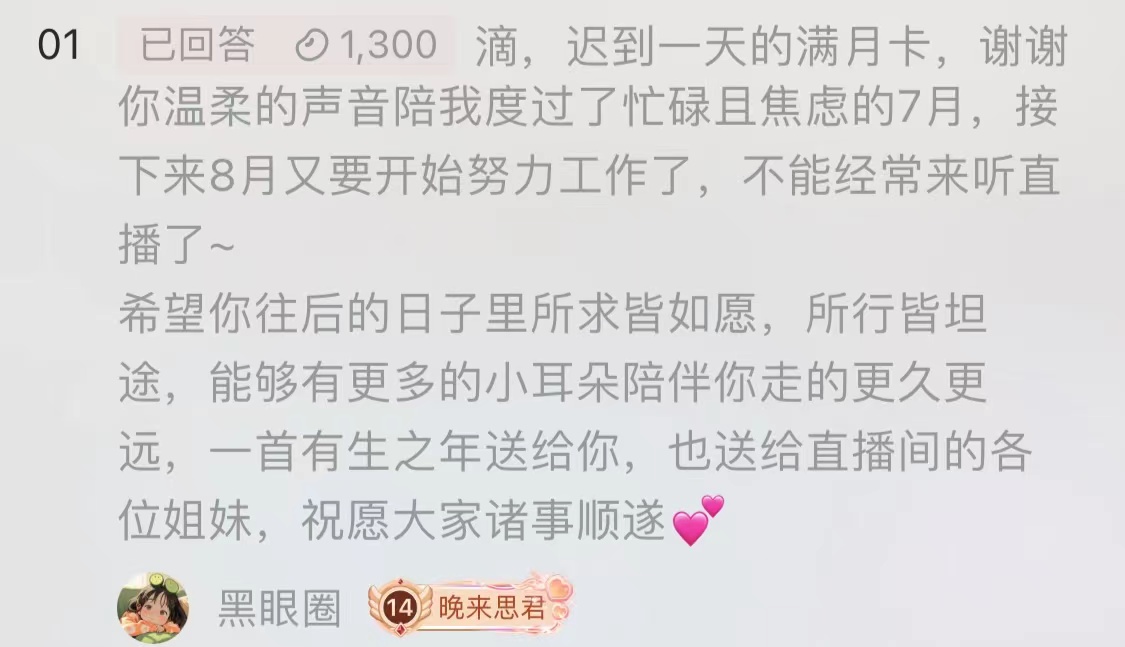 01 已回答 1,300 滴，迟到一天的满月卡，谢谢
你温柔的声音陪我度过了忙碌且焦虑的7月，接
下来8月又要开始努力工作了，不能经常来听直
播了~
希望你往后的日子里所求皆如愿，所行皆坦
途，能够有更多的小耳朵陪伴你走的更久更
远，一首有生之年送给你，也送给直播间的各
位姐妹，祝愿大家诸事顺遂💕
黑眼圈 14 晚来思君